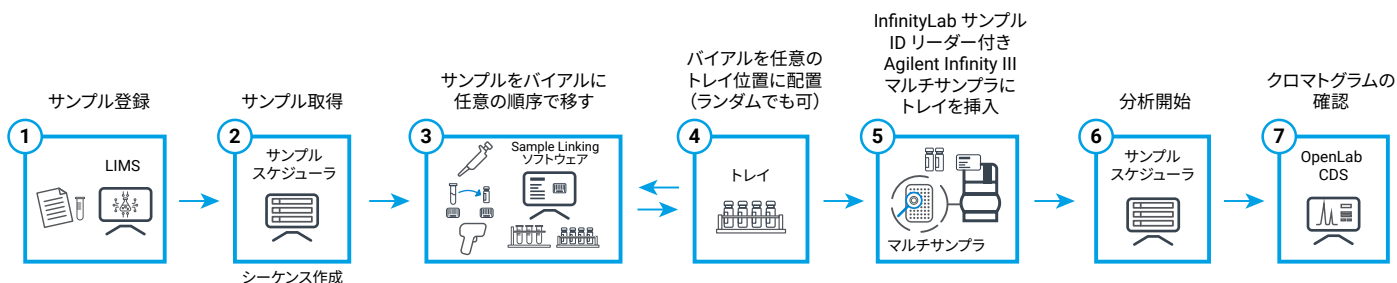 サンプル登録
1
LIMS
サンプル取得
2
サンプル
スケジューラ
シーケンス作成
サンプルをバイアルに
任意の順序で移す
3
Sample Linking
ソフトウェア
バイアルを任意の
トレイ位置に配置
（ランダムでも可）
4
トレイ
InfinityLab サンプル
ID リーダー付き
Agilent Infinity III
マルチサンプラに
トレイを挿入
5
マルチサンプラ
分析開始
6
サンプル
スケジューラ
クロマトグラムの
確認
7
OpenLab
CDS